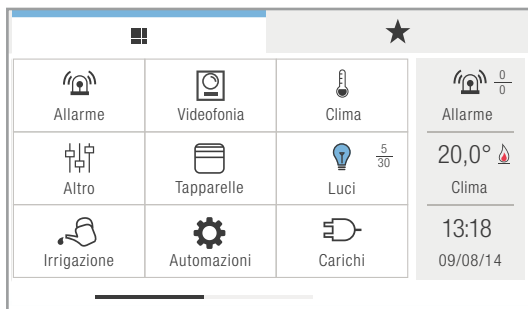 Allarme
Videofonia
Clima
0
0
Allarme
Altro
Tapparelle
5
30
Luci
20,0°
Clima
Irrigazione
Automazioni
Carichi
13:18
09/08/14